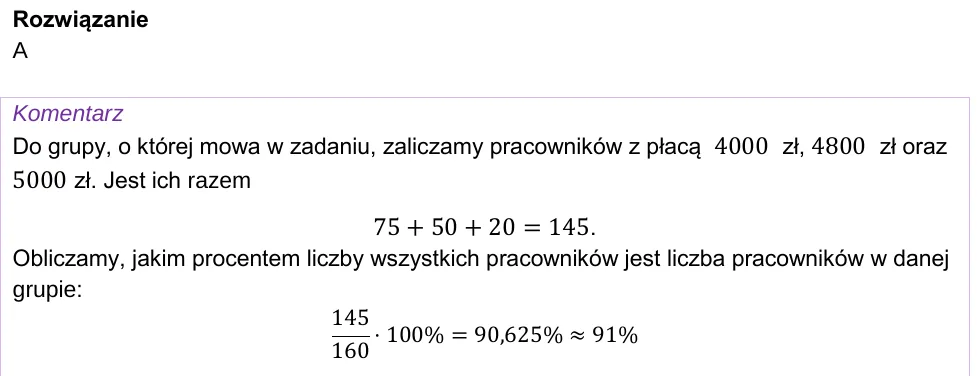 Rozwiązanie
A
Komentarz
Do grupy, o której mowa w zadaniu, zaliczamy pracowników z płacą 4000 zł, 4800 zł oraz
5000 zł. Jest ich razem
75 + 50 + 20 = 145.
Obliczamy, jakim procentem liczby wszystkich pracowników jest liczba pracowników w danej
grupie:
145/160 · 100% = 90,625% ≈ 91%